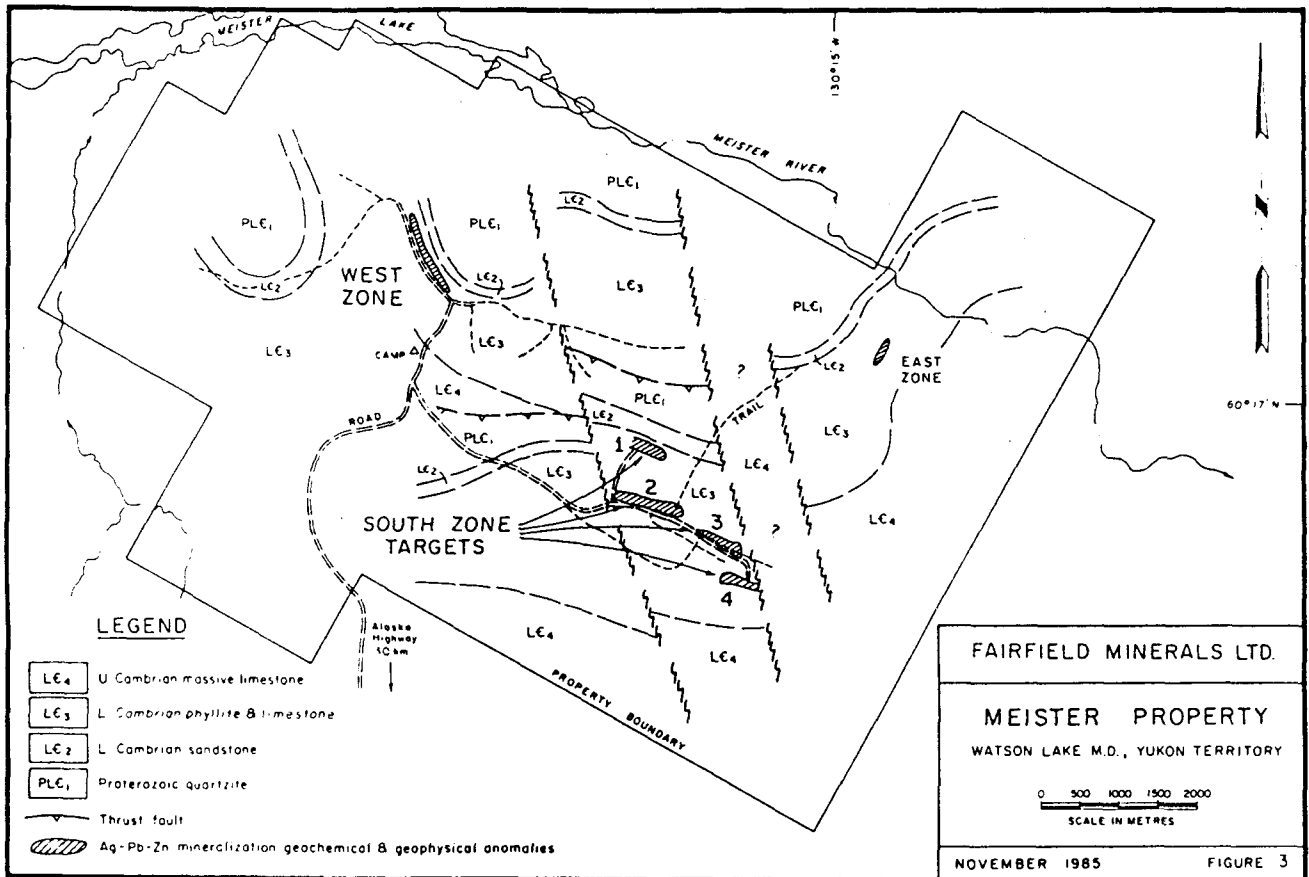 MEISTER LAKE
130°15' W
MEISTER RIVER
PLЄ1
LЄ2
PLЄ1
PLЄ1
WEST
ZONE
LЄ2
LЄ2
LЄ3
PLЄ1
LЄ3
CAMP
LЄ3
?
LЄ2
EAST
ZONE
60°17' N
LЄ4
PLЄ1
TRAIL
ROAD
LЄ2
LЄ3
PLЄ1
1
LЄ4
LЄ2
LЄ3
2
LЄ3
SOUTH ZONE
TARGETS
3
?
LЄ4
4
LЄ4
LЄ4
PROPERTY BOUNDARY
Alaska
Highway
LEGEND
LЄ4 U Cambrian massive limestone
LЄ3 L Cambrian phyllite & limestone
LЄ2 L Cambrian sandstone
PLЄ1 Proterozoic quartzite
Thrust fault
Ag-Pb-Zn mineralization geochemical & geophysical anomalies
FAIRFIELD MINERALS LTD.
MEISTER PROPERTY
WATSON LAKE M.D., YUKON TERRITORY
0 500 1000 1500 2000
SCALE IN METRES
NOVEMBER 1985 FIGURE 3